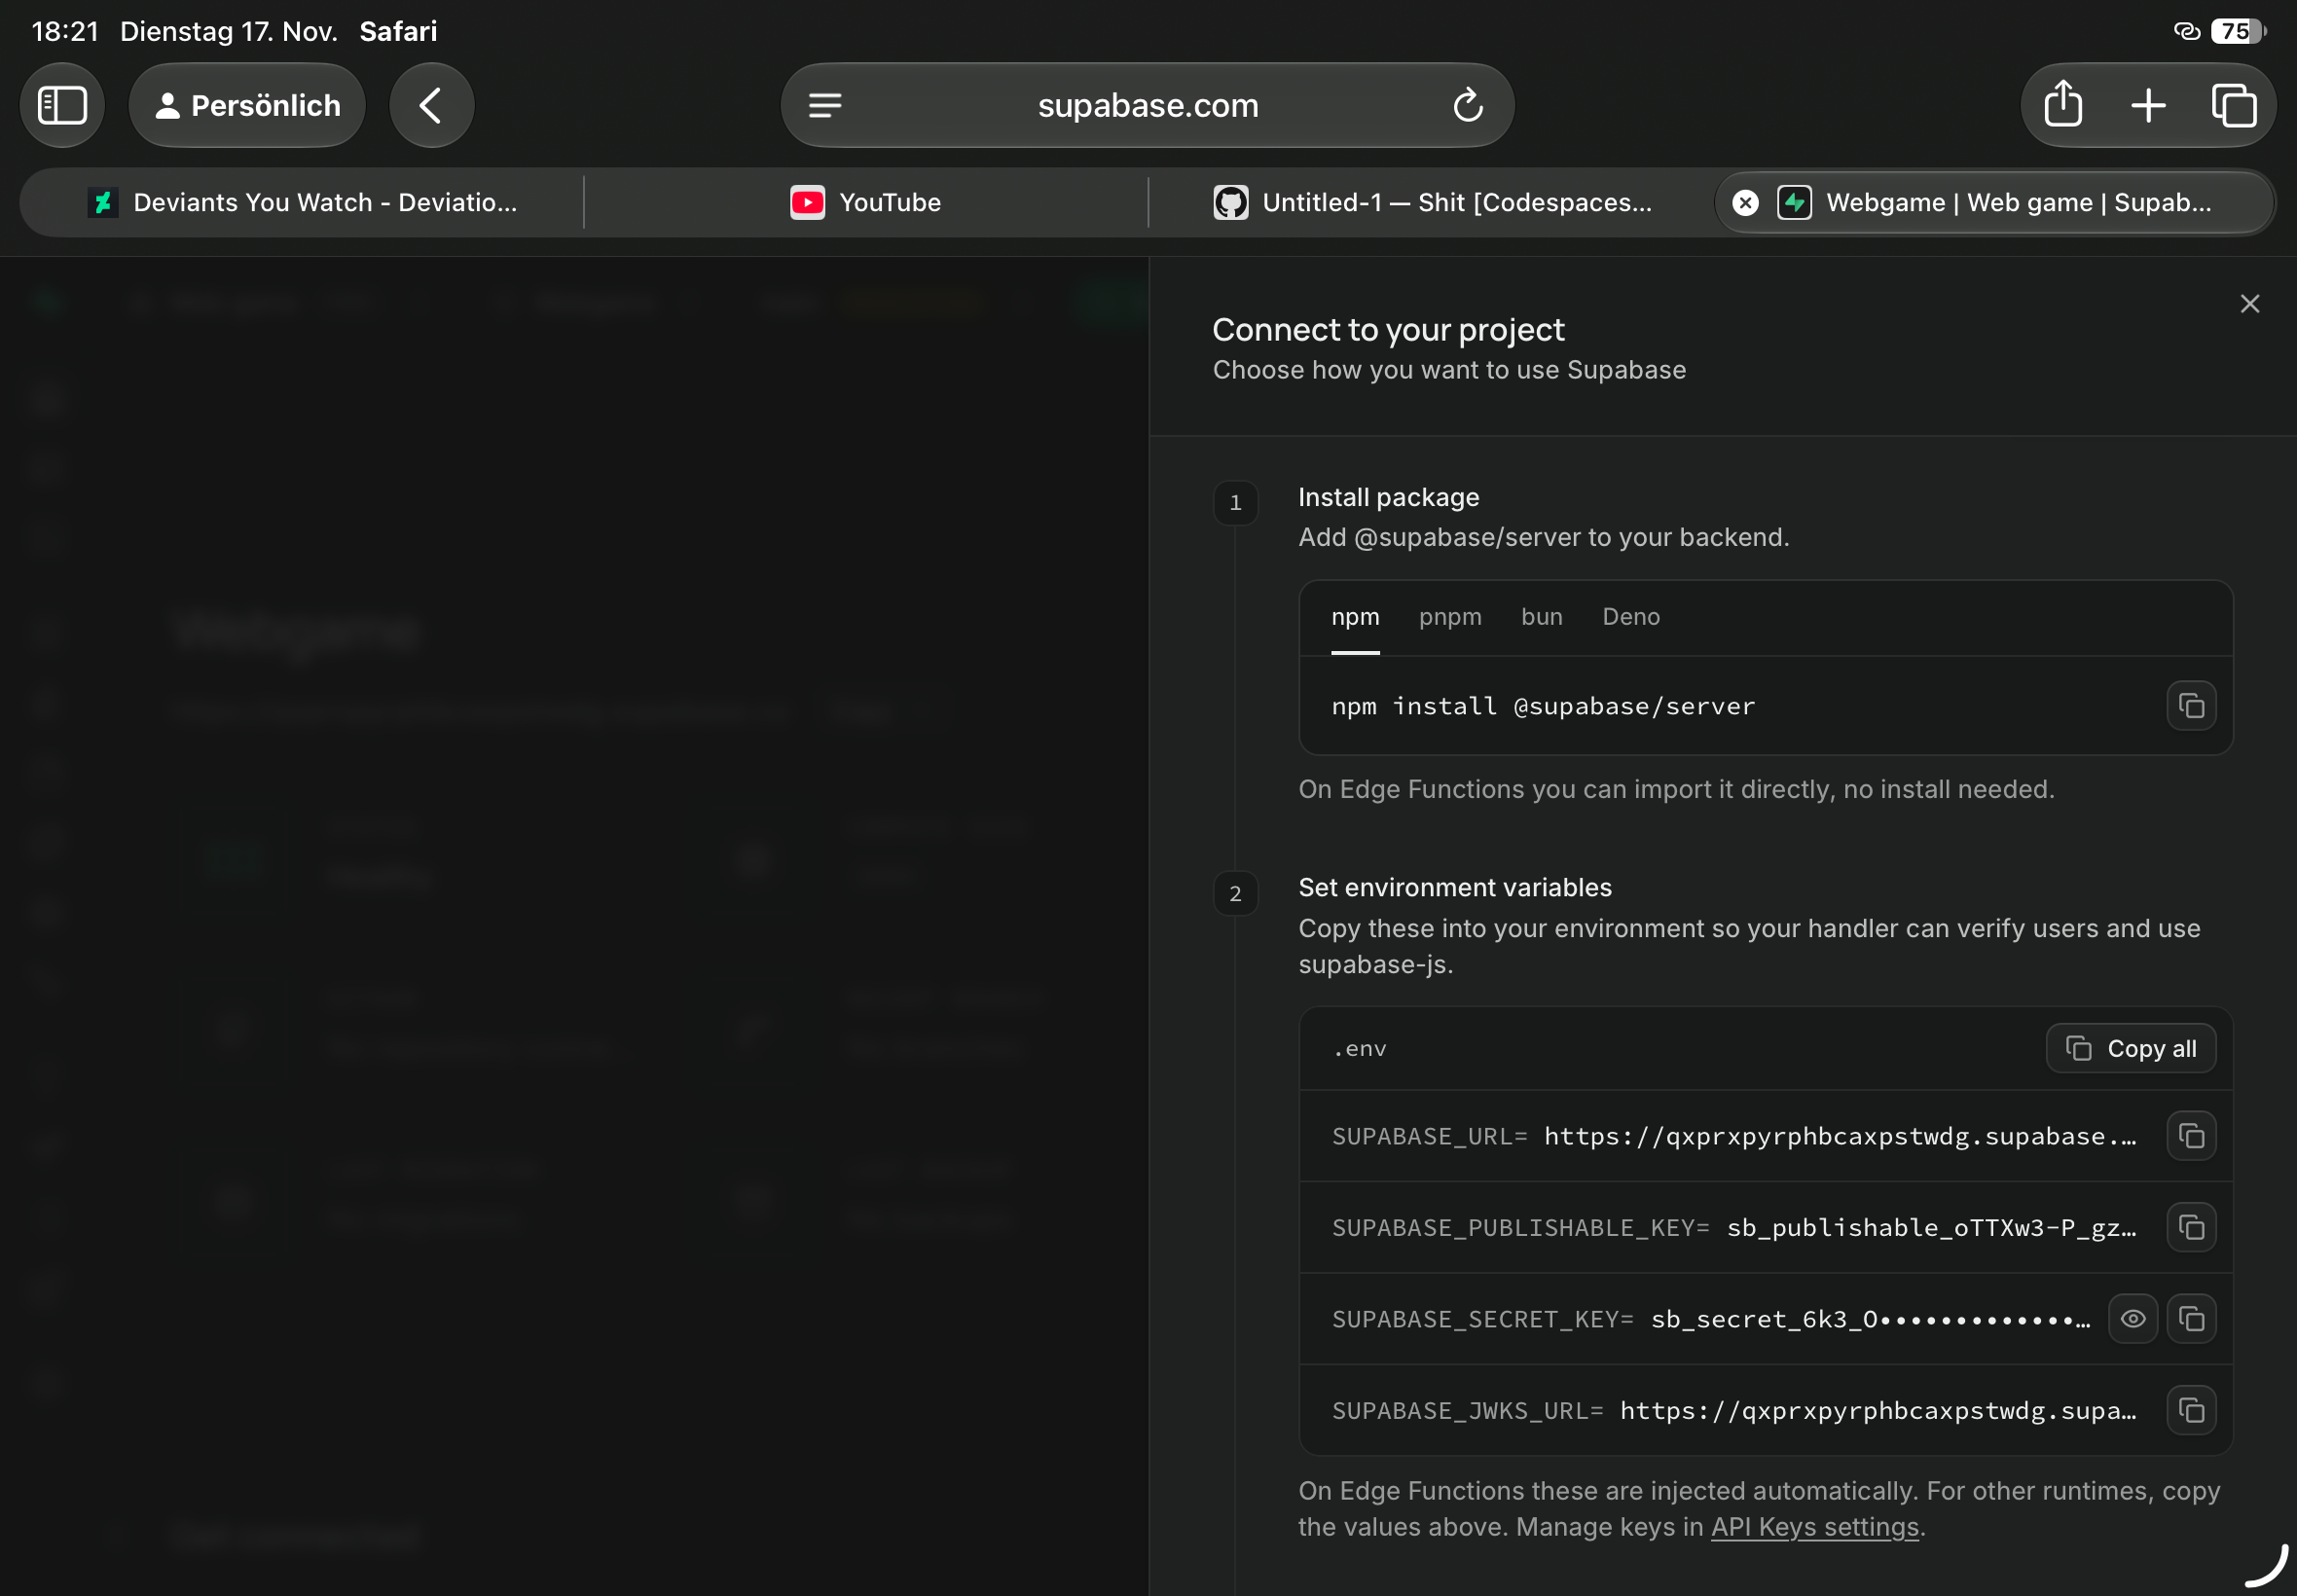 18:21 Dienstag 17. Nov. Safari
75
Persönlich
supabase.com
Deviants You Watch - Deviatio...
YouTube
Untitled-1 — Shit [Codespaces...
Webgame | Web game | Supab...
Connect to your project
Choose how you want to use Supabase
1
Install package
Add @supabase/server to your backend.
npm pnpm bun Deno
npm install @supabase/server
On Edge Functions you can import it directly, no install needed.
2
Set environment variables
Copy these into your environment so your handler can verify users and use
supabase-js.
.env
Copy all
SUPABASE_URL= https://qxprxpyrphbcaxpstwdg.supabase.…
SUPABASE_PUBLISHABLE_KEY= sb_publishable_oTTXw3-P_gz…
SUPABASE_SECRET_KEY= sb_secret_6k3_O•••••••••••••…
SUPABASE_JWKS_URL= https://qxprxpyrphbcaxpstwdg.supa…
On Edge Functions these are injected automatically. For other runtimes, copy
the values above. Manage keys in API Keys settings.
Webgame
Healthy
Get connected